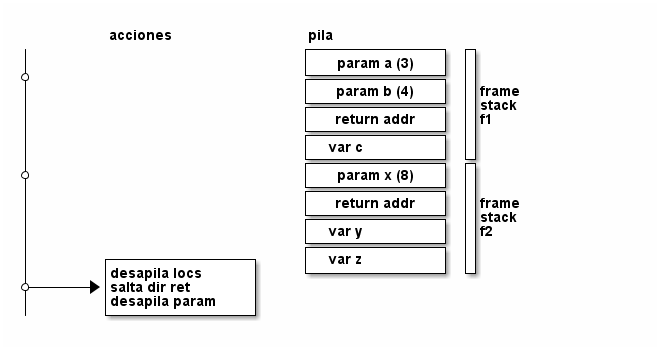 acciones
pila
param a (3)
param b (4)
return addr
var c
frame
stack
f1
param x (8)
return addr
var y
var z
frame
stack
f2
desapila locs
salta dir ret
desapila param